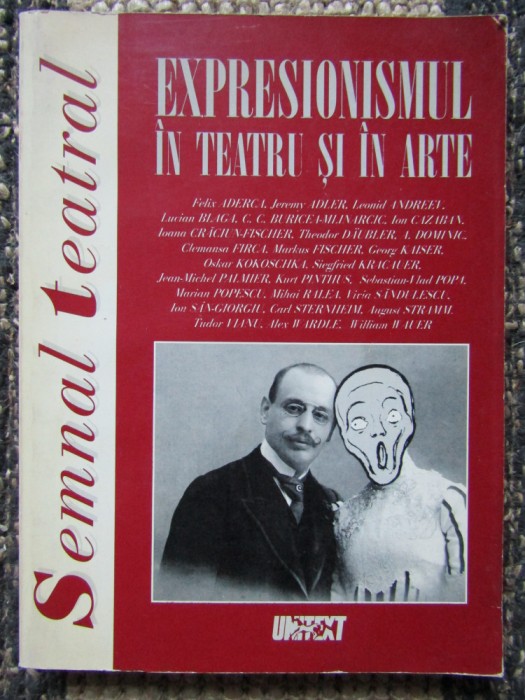 Semnal teatral
EXPRESIONISMUL
ÎN TEATRU ȘI ÎN ARTE
Felix ADERCA, Jeremy ADLER, Leonid ANDREEV,
Lucian BLAGA, C. C. BURICEA-MLINARCIC, Ion CAZABAN,
Ioana CRĂCIUN-FISCHER, Theodor DÄUBLER, A. DOMINIC,
Clemansa FIRCA, Markus FISCHER, Georg KAISER,
Oskar KOKOSCHKA, Siegfried KRACAUER,
Jean-Michel PALMIER, Kurt PINTHUS, Sebastian-Vlad POPA,
Marian POPESCU, Mihai RALEA, Viviu SĂNDULESCU,
Ion SÂN-GIORGIU, Carl STERNHEIM, August STRAMM,
Tudor VIANU, Alex WARDLE, William WAUER
UNITEXT